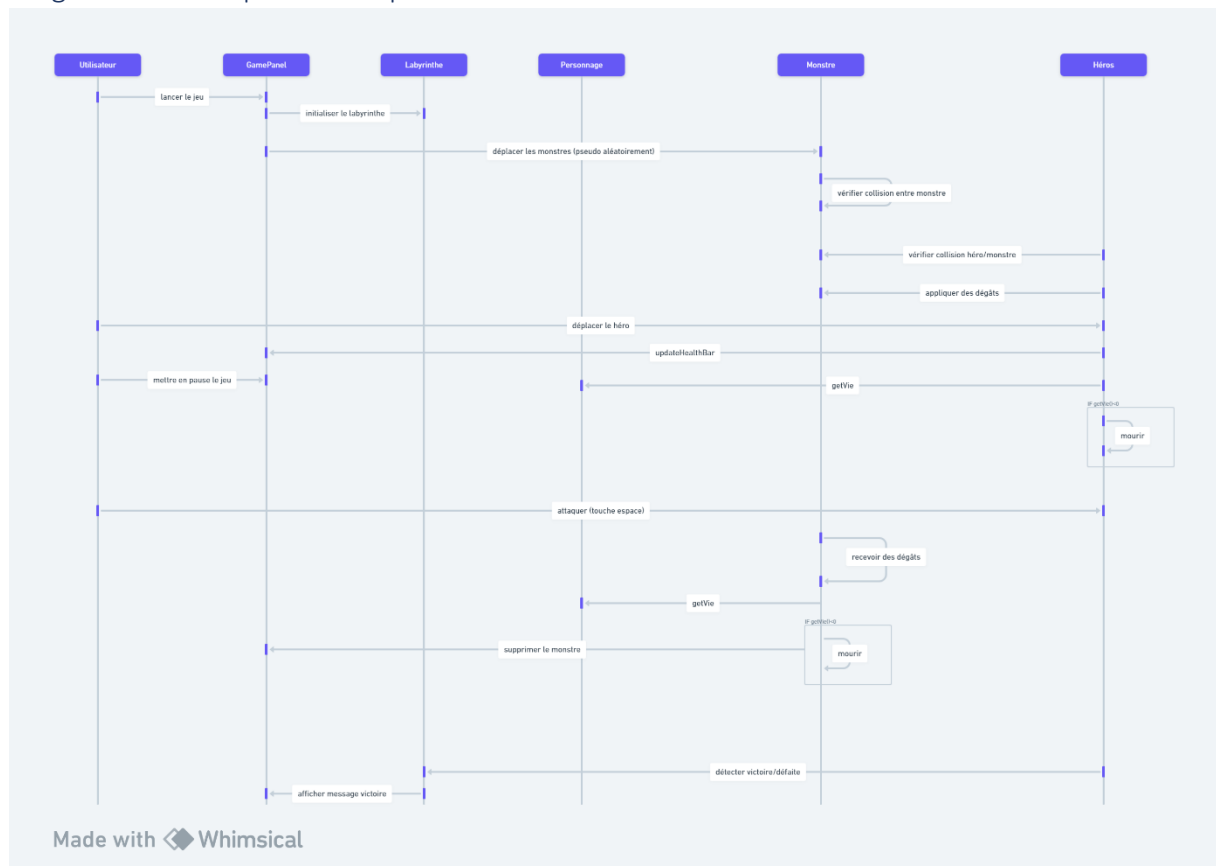 Utilisateur
GamePanel
Labyrinthe
Personnage
Monstre
Héros
lancer le jeu
initialiser le labyrinthe
déplacer les monstres (pseudo aléatoirement)
vérifier collision entre monstre
vérifier collision héro/monstre
appliquer des dégâts
déplacer le héro
updateHealthBar
mettre en pause le jeu
getVie
mourir
attaquer (touche espace)
recevoir des dégâts
getVie
supprimer le monstre
mourir
détecter victoire/défaite
afficher message victoire
Made with Whimsical